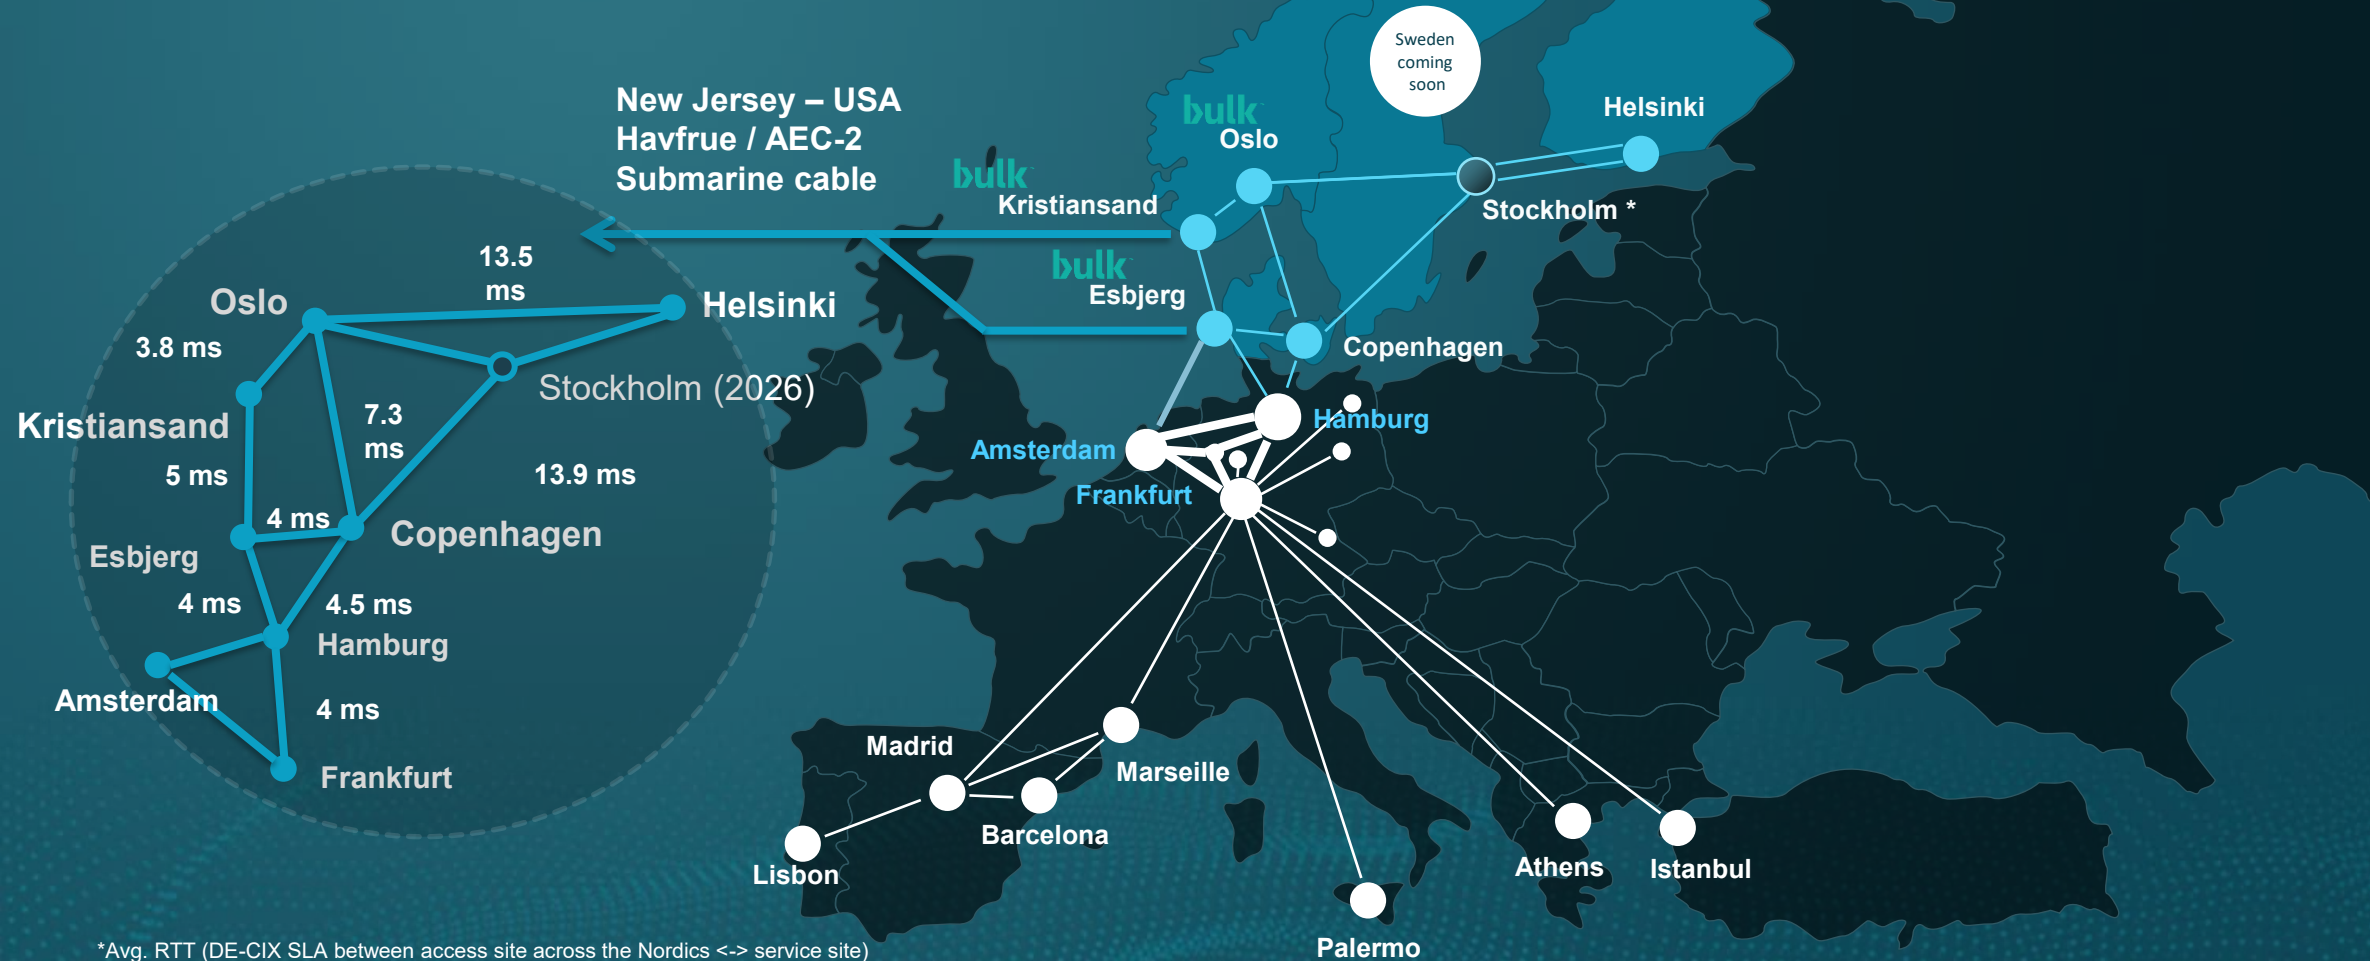 Sweden
coming
soon
New Jersey – USA
Havfrue / AEC-2
Submarine cable
bulk
Oslo
Helsinki
bulk
Kristiansand
Stockholm *
bulk
Esbjerg
Copenhagen
Hamburg
Amsterdam
Frankfurt
Madrid
Marseille
Barcelona
Lisbon
Athens
Istanbul
Palermo
13.5
ms
Oslo
Helsinki
3.8 ms
Stockholm (2026)
7.3
ms
Kristiansand
5 ms
13.9 ms
4 ms
Copenhagen
Esbjerg
4 ms
4.5 ms
Hamburg
Amsterdam
4 ms
Frankfurt
*Avg. RTT (DE-CIX SLA between access site across the Nordics <-> service site)